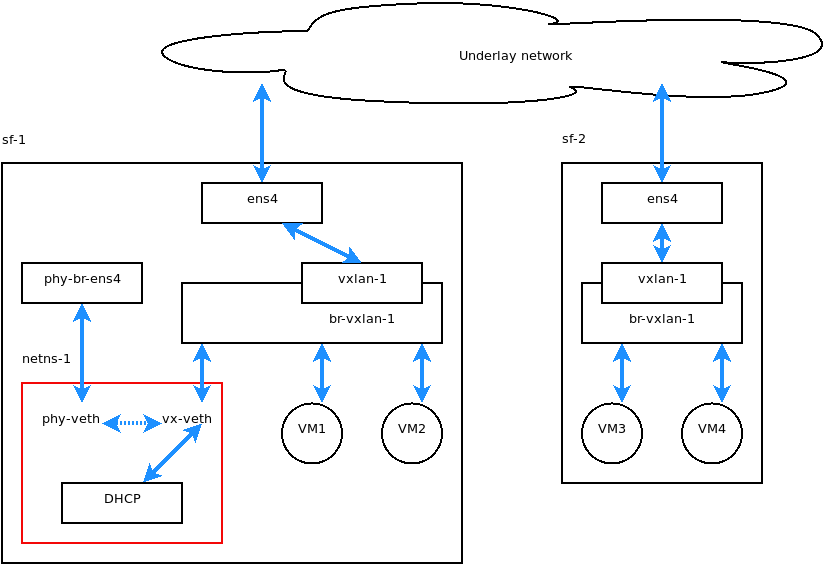 Underlay network
sf-1
sf-2
ens4
ens4
phy-br-ens4
vxlan-1
vxlan-1
br-vxlan-1
br-vxlan-1
netns-1
phy-veth
vx-veth
VM1
VM2
VM3
VM4
DHCP